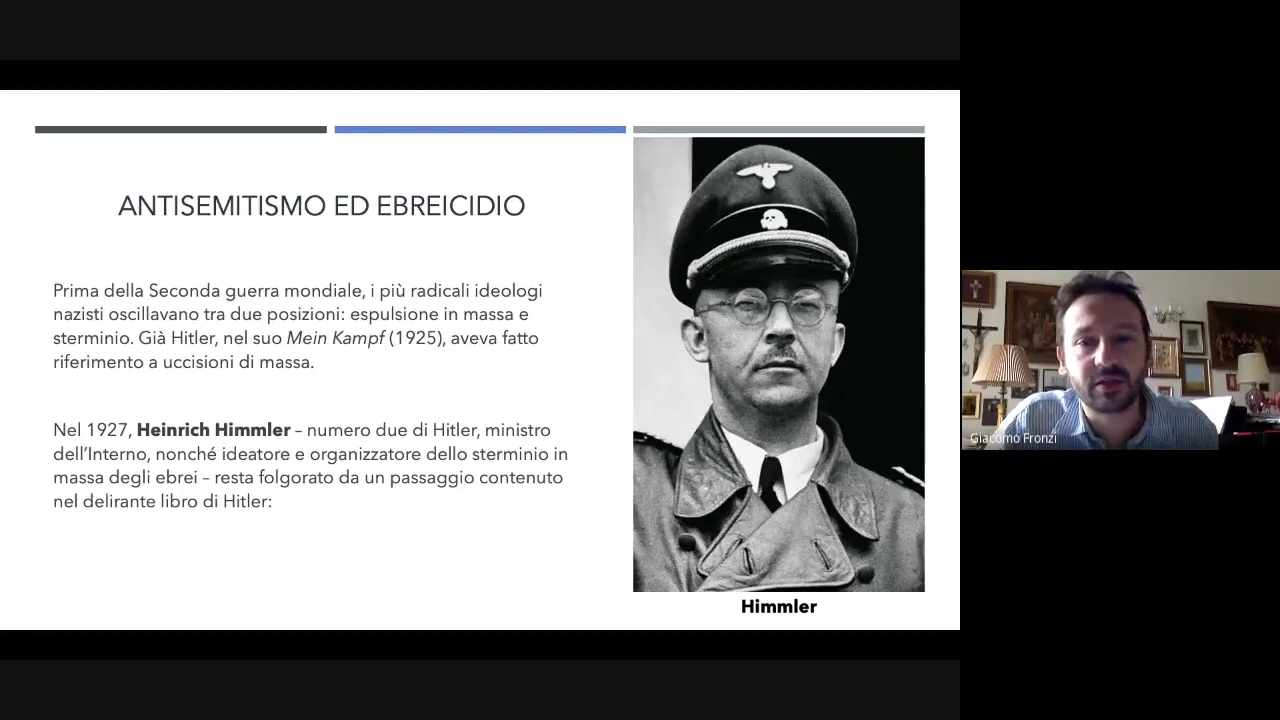 ANTISEMITISMO ED EBREICIDIO
Prima della Seconda guerra mondiale, i più radicali ideologi
nazisti oscillavano tra due posizioni: espulsione in massa e
sterminio. Già Hitler, nel suo Mein Kampf (1925), aveva fatto
riferimento a uccisioni di massa.
Nel 1927, Heinrich Himmler – numero due di Hitler, ministro
dell’Interno, nonché ideatore e organizzatore dello sterminio in
massa degli ebrei – resta folgorato da un passaggio contenuto
nel delirante libro di Hitler:
Himmler
Giacomo Fronzi